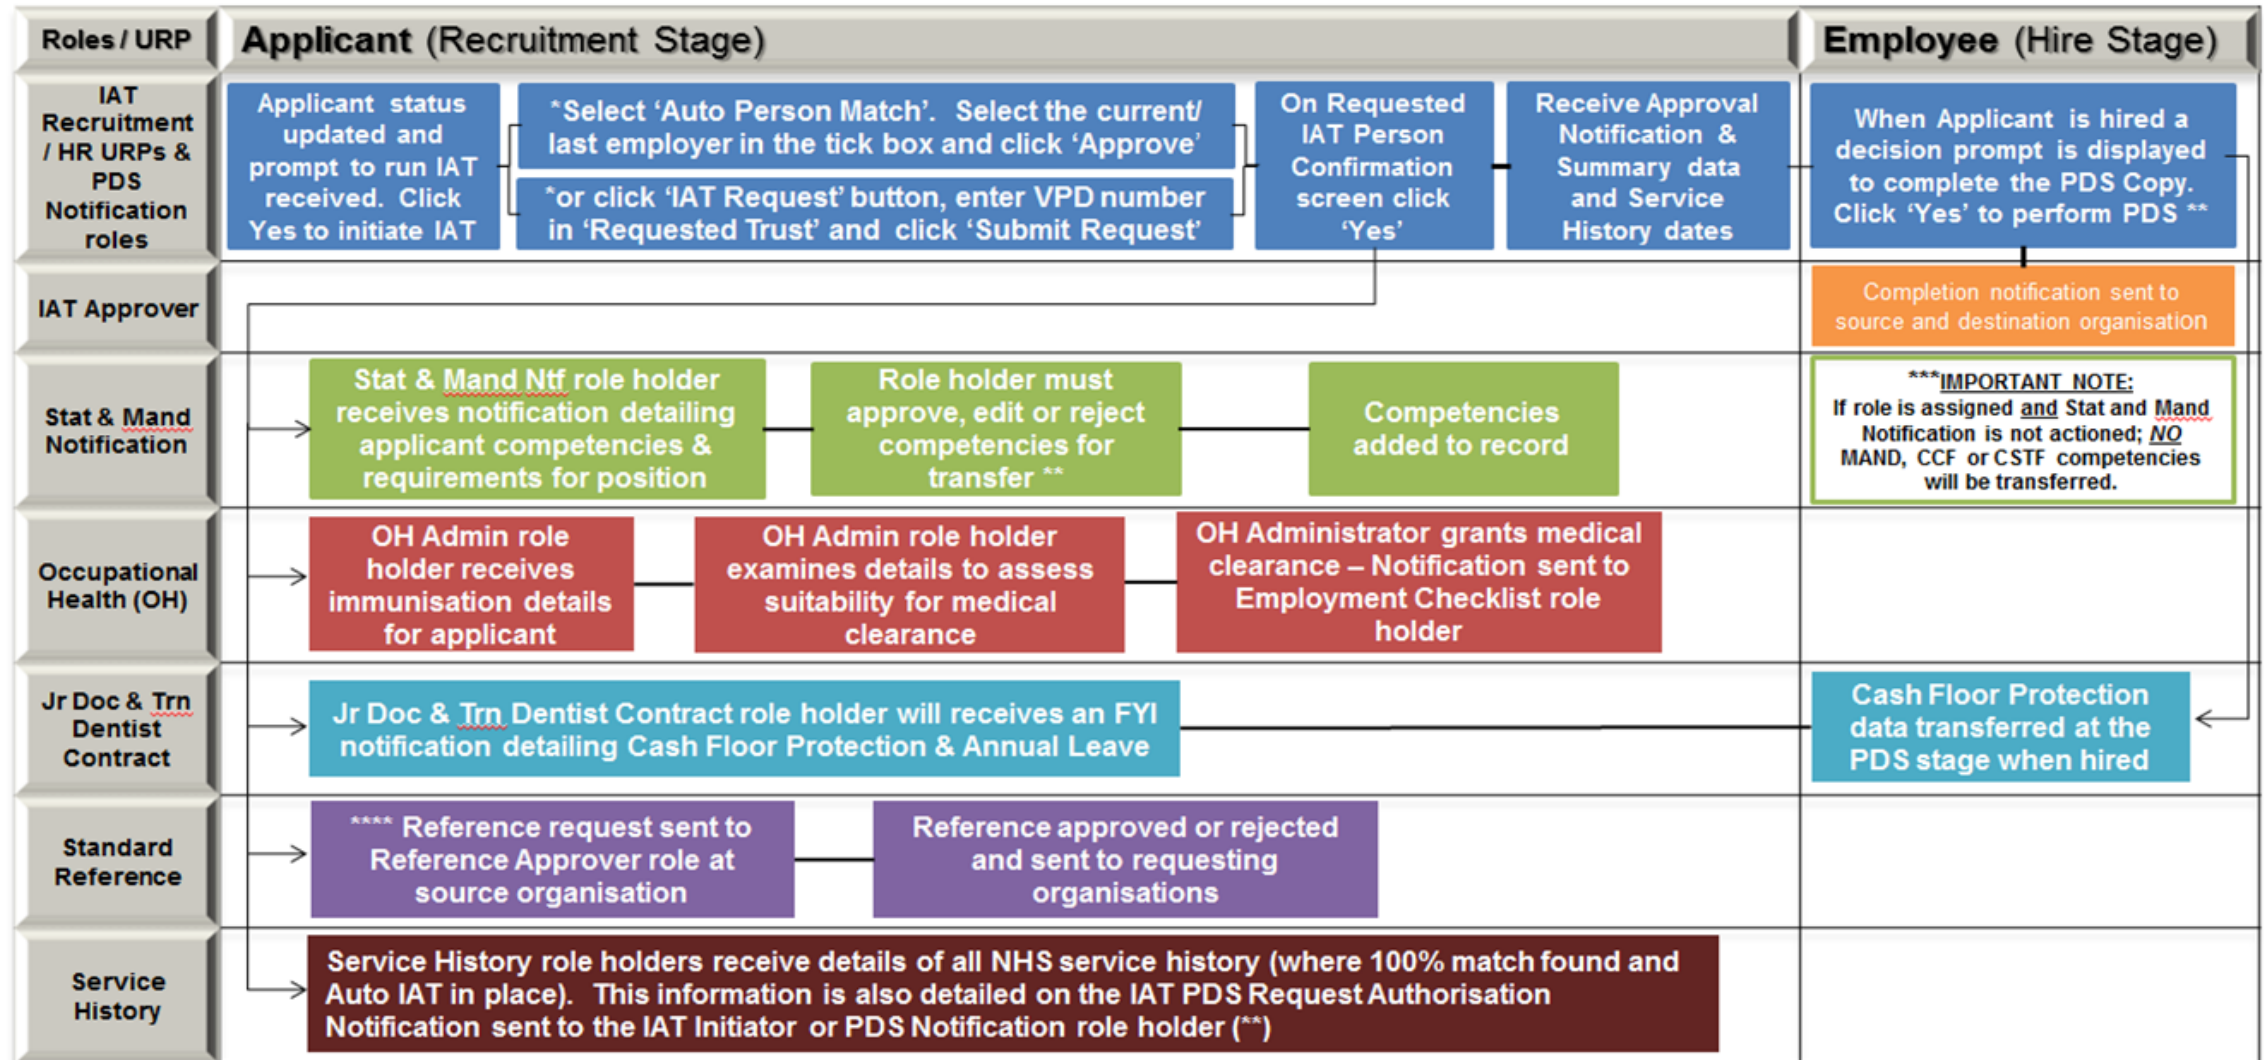 Roles / URP
Applicant (Recruitment Stage)
Employee (Hire Stage)
IAT
Recruitment
/ HR URPs &
PDS
Notification
roles
Applicant status
updated and
prompt to run IAT
received. Click
Yes to initiate IAT
*Select ‘Auto Person Match’. Select the current/
last employer in the tick box and click ‘Approve’
*or click ‘IAT Request’ button, enter VPD number
in ‘Requested Trust’ and click ‘Submit Request’
On Requested
IAT Person
Confirmation
screen click
‘Yes’
Receive Approval
Notification &
Summary data
and Service
History dates
When Applicant is hired a
decision prompt is displayed
to complete the PDS Copy.
Click ‘Yes’ to perform PDS **
IAT Approver
Completion notification sent to
source and destination organisation
Stat & Mand
Notification
Stat & Mand Ntf role holder
receives notification detailing
applicant competencies &
requirements for position
Role holder must
approve, edit or reject
competencies for
transfer **
Competencies
added to record
***IMPORTANT NOTE:
If role is assigned and Stat and Mand
Notification is not actioned; NO
MAND, CCF or CSTF competencies
will be transferred.
Occupational
Health (OH)
OH Admin role
holder receives
immunisation details
for applicant
OH Admin role holder
examines details to assess
suitability for medical
clearance
OH Administrator grants medical
clearance – Notification sent to
Employment Checklist role
holder
Jr Doc & Trn
Dentist
Contract
Jr Doc & Trn Dentist Contract role holder will receives an FYI
notification detailing Cash Floor Protection & Annual Leave
Cash Floor Protection
data transferred at the
PDS stage when hired
Standard
Reference
**** Reference request sent to
Reference Approver role at
source organisation
Reference approved or rejected
and sent to requesting
organisations
Service
History
Service History role holders receive details of all NHS service history (where 100% match found and
Auto IAT in place). This information is also detailed on the IAT PDS Request Authorisation
Notification sent to the IAT Initiator or PDS Notification role holder (**)